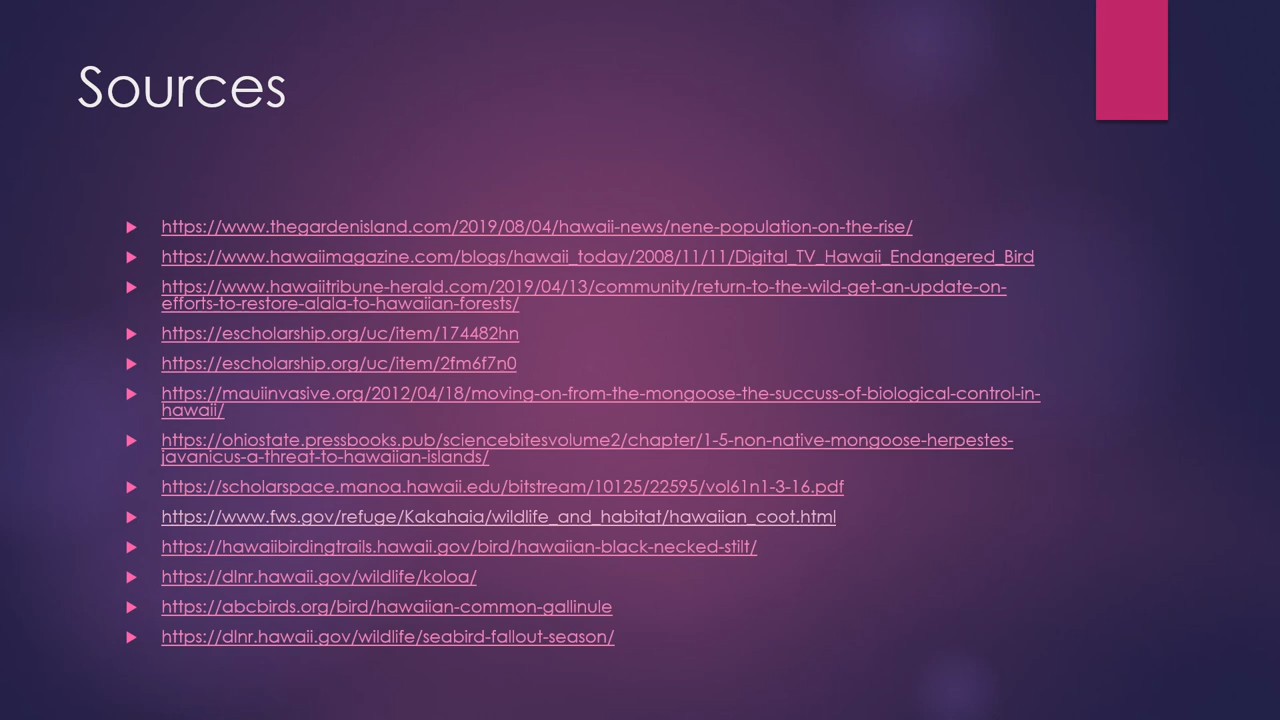 Sources
https://www.thegardenisland.com/2019/08/04/hawaii-news/nene-population-on-the-rise/
https://www.hawaiimagazine.com/blogs/hawaii_today/2008/11/11/Digital_TV_Hawaii_Endangered_Bird
https://www.hawaiitribune-herald.com/2019/04/13/community/return-to-the-wild-get-an-update-on-
efforts-to-restore-alala-to-hawaiian-forests/
https://escholarship.org/uc/item/174482hn
https://escholarship.org/uc/item/2fm6f7n0
https://mauiinvasive.org/2012/04/18/moving-on-from-the-mongoose-the-succuss-of-biological-control-in-
hawaii/
https://ohiostate.pressbooks.pub/sciencebitesvolume2/chapter/1-5-non-native-mongoose-herpestes-
javanicus-a-threat-to-hawaiian-islands/
https://scholarspace.manoa.hawaii.edu/bitstream/10125/22595/vol61n1-3-16.pdf
https://www.fws.gov/refuge/Kakahaia/wildlife_and_habitat/hawaiian_coot.html
https://hawaiibirdingtrails.hawaii.gov/bird/hawaiian-black-necked-stilt/
https://dlnr.hawaii.gov/wildlife/koloa/
https://abcbirds.org/bird/hawaiian-common-gallinule
https://dlnr.hawaii.gov/wildlife/seabird-fallout-season/